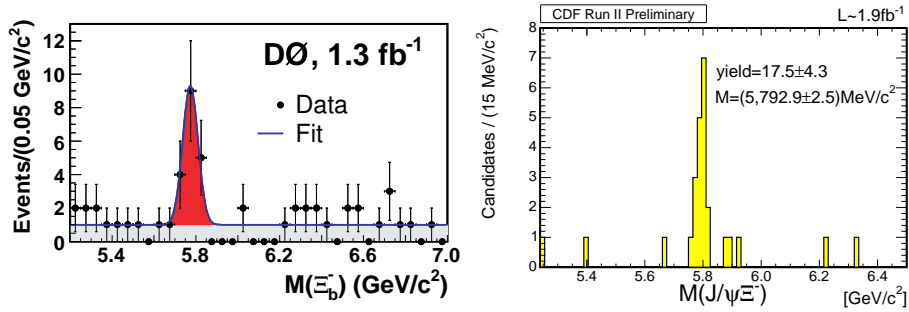 DØ, 1.3 fb⁻¹
Data
Fit
Events/(0.05 GeV/c²)
12
10
8
6
4
2
0
5.4 5.8 6.2 6.6 7.0
M(Ξb⁻) (GeV/c²)
CDF Run II Preliminary L~1.9fb⁻¹
Candidates / (15 MeV/c²)
8
7
6
5
4
3
2
1
0
yield=17.5±4.3
M=(5,792.9±2.5)MeV/c²
5.4 5.6 5.8 6.0 6.2 6.4
M(J/ψΞ⁻) [GeV/c²]